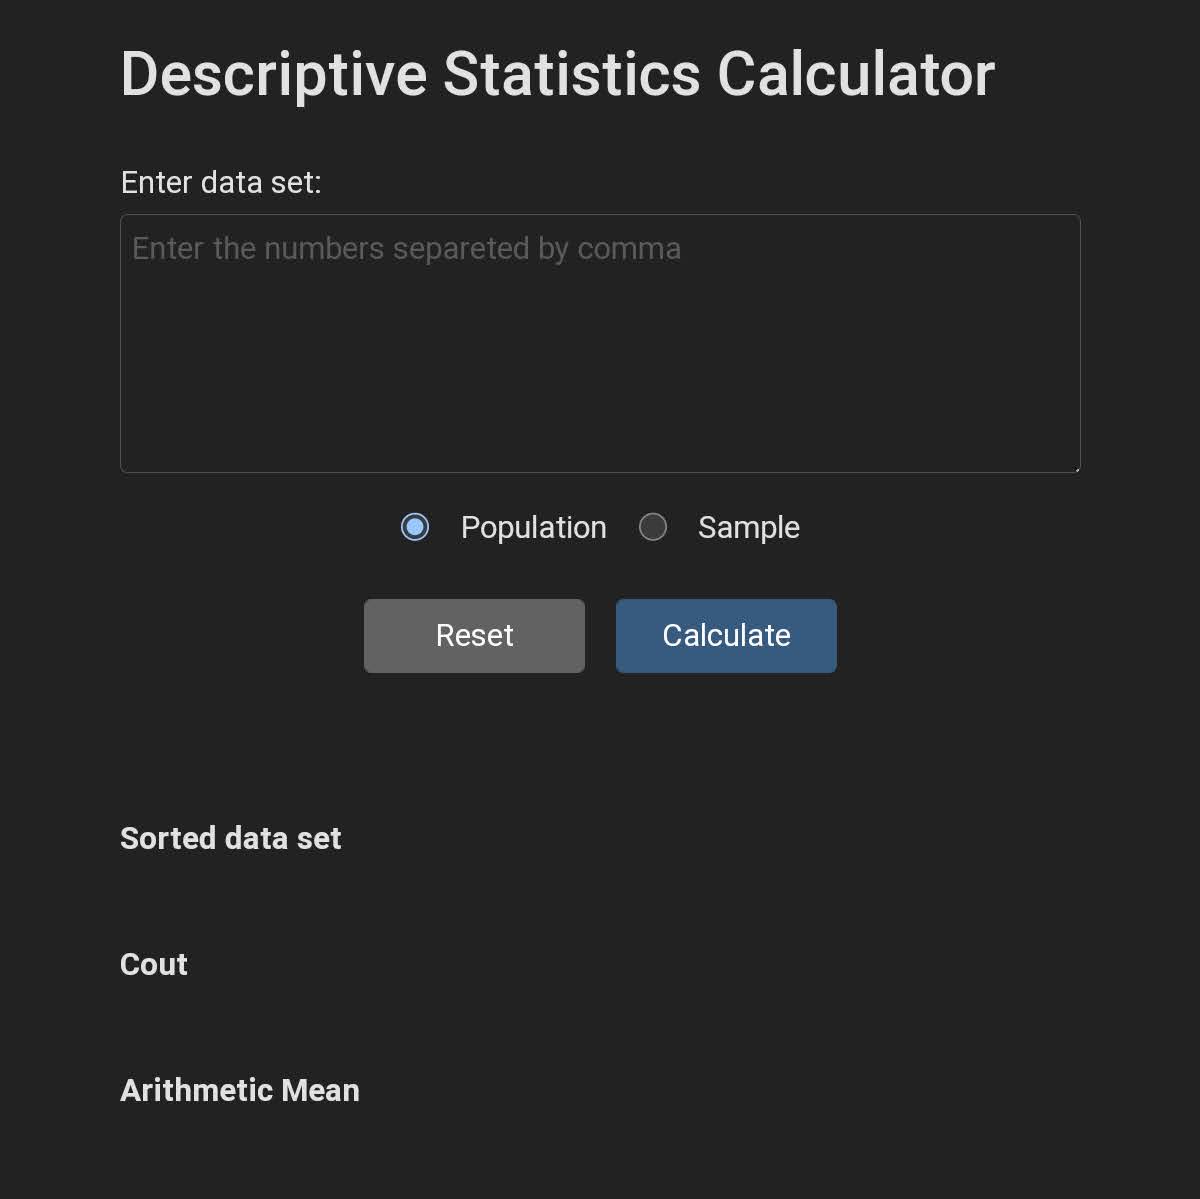 Descriptive Statistics Calculator
Enter data set:
Enter the numbers separeted by comma
Population Sample
Reset Calculate
Sorted data set
Cout
Arithmetic Mean